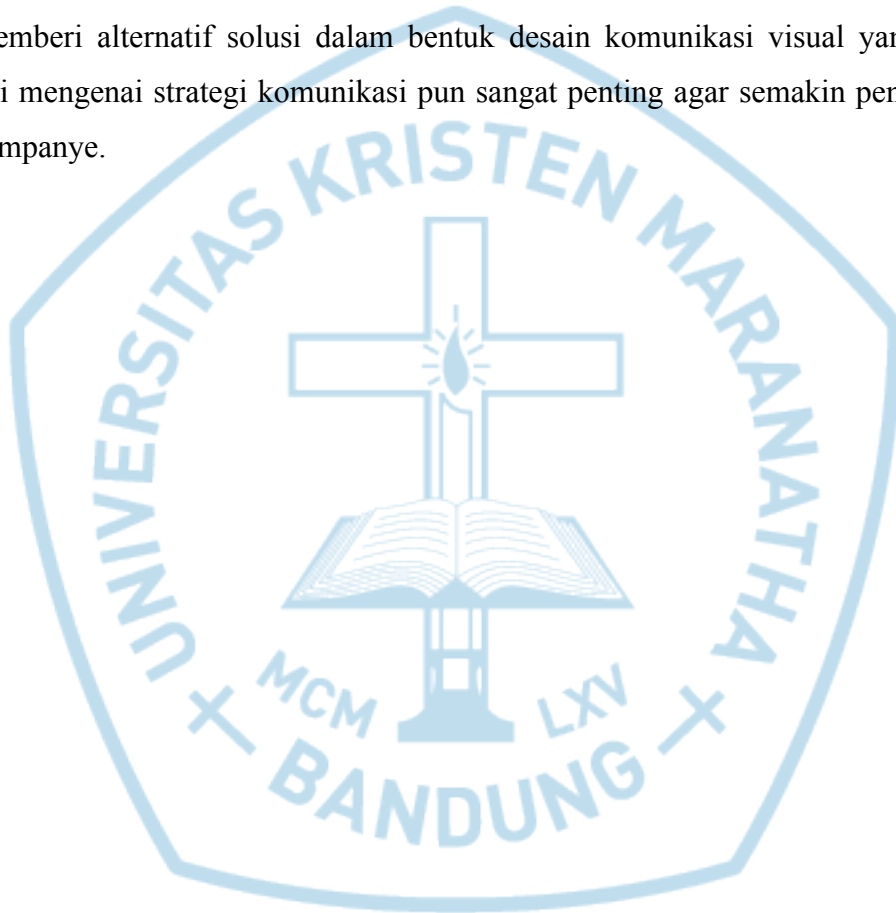 emberi alternatif solusi dalam bentuk desain komunikasi visual yan
i mengenai strategi komunikasi pun sangat penting agar semakin pen
mpanye.
UNIVERSITAS KRISTEN MARANATHA
MCM LXV
BANDUNG